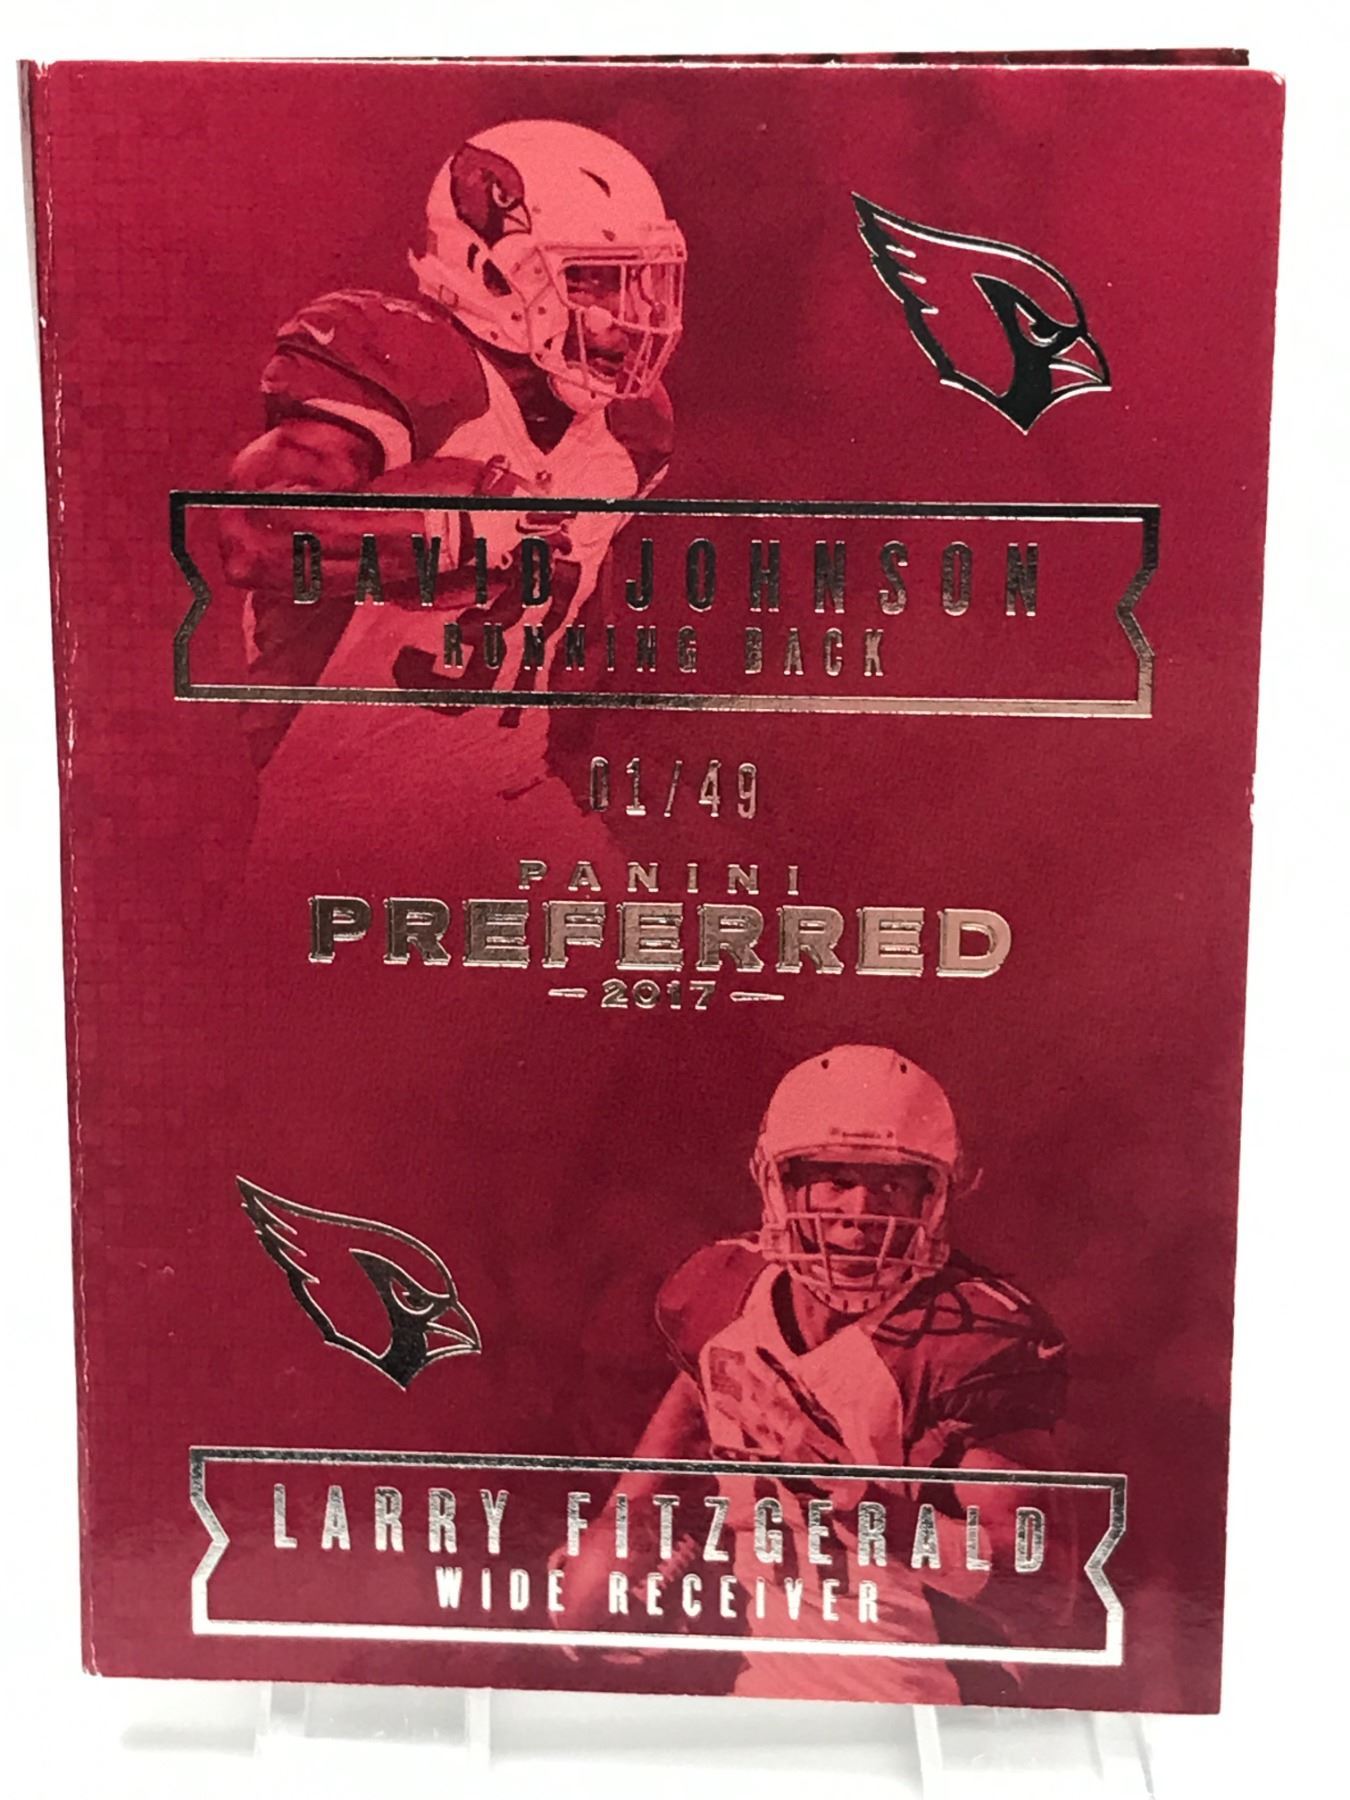 DAVID JOHNSON
RUNNING BACK
01/49
PANINI
PREFERRED
— 2017 —
LARRY FITZGERALD
WIDE RECEIVER